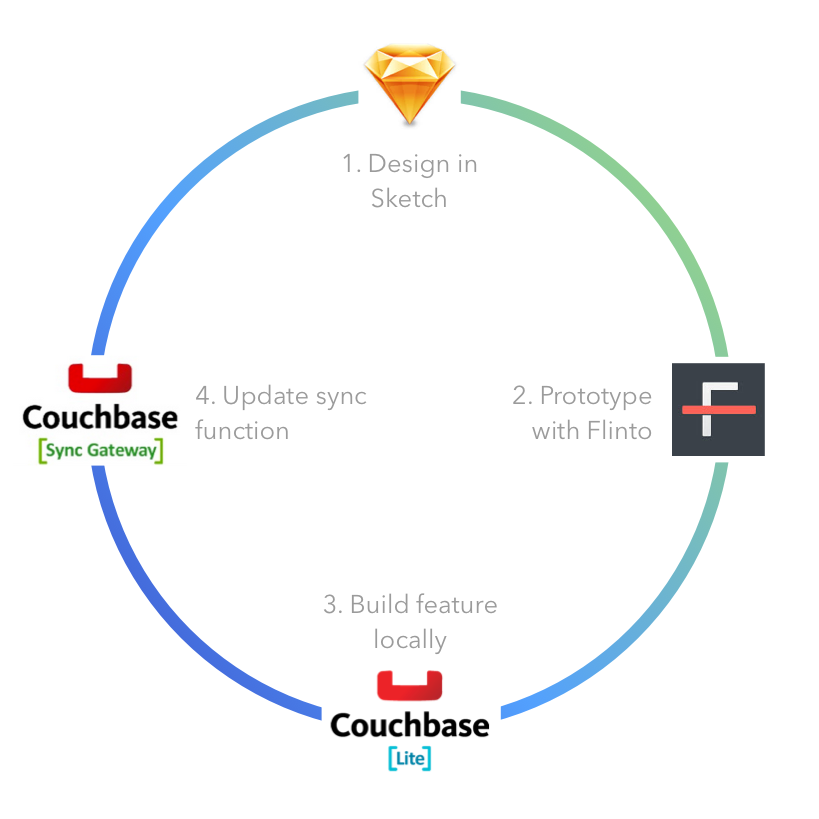 1. Design in
Sketch
2. Prototype
with Flinto
3. Build feature
locally
Couchbase
[Lite]
4. Update sync
function
Couchbase
[Sync Gateway]